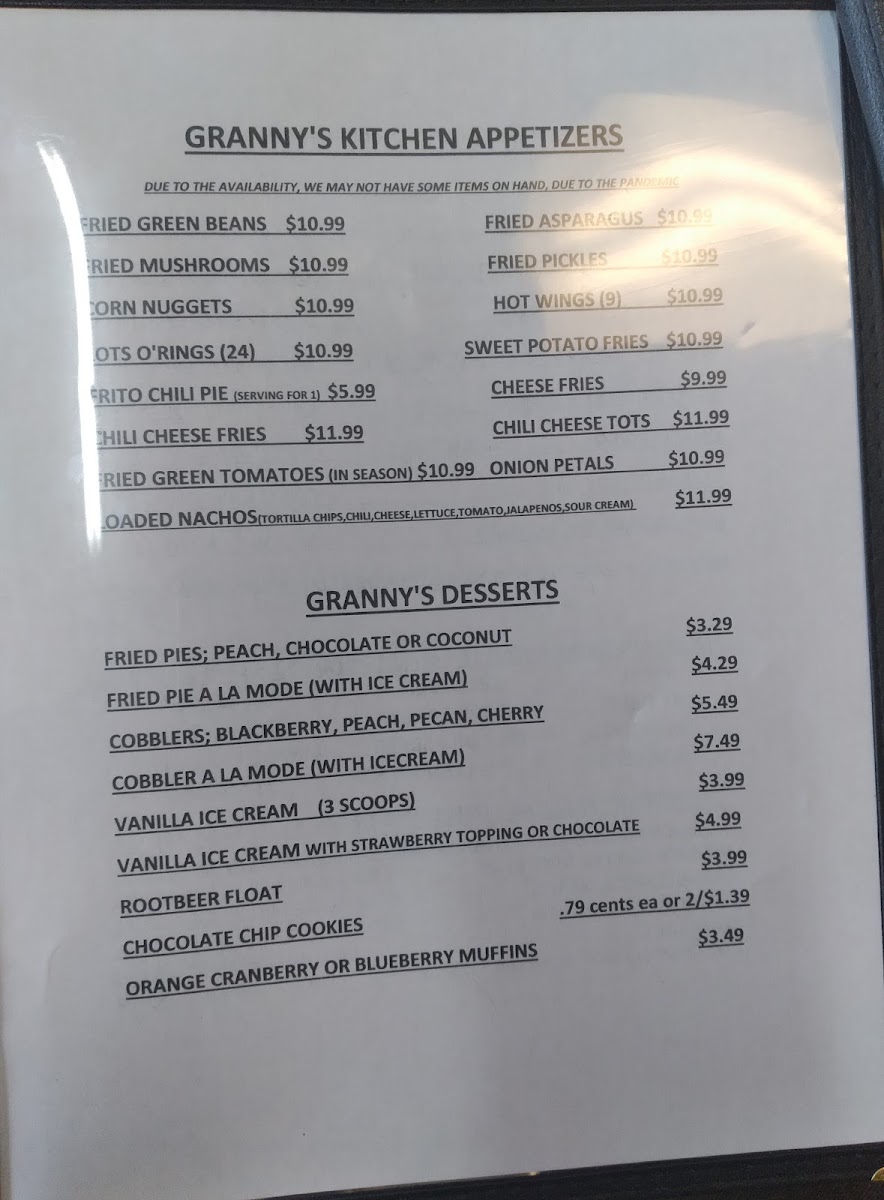 GRANNY'S KITCHEN APPETIZERS
DUE TO THE AVAILABILITY, WE MAY NOT HAVE SOME ITEMS ON HAND, DUE TO THE PANDEMIC
FRIED GREEN BEANS $10.99 FRIED ASPARAGUS $10.99
FRIED MUSHROOMS $10.99 FRIED PICKLES $10.99
CORN NUGGETS $10.99 HOT WINGS (9) $10.99
LOTS O'RINGS (24) $10.99 SWEET POTATO FRIES $10.99
FRITO CHILI PIE (SERVING FOR 1) $5.99 CHEESE FRIES $9.99
CHILI CHEESE FRIES $11.99 CHILI CHEESE TOTS $11.99
FRIED GREEN TOMATOES (IN SEASON) $10.99 ONION PETALS $10.99
LOADED NACHOS(TORTILLA CHIPS,CHILI,CHEESE,LETTUCE,TOMATO,JALAPENOS,SOUR CREAM) $11.99
GRANNY'S DESSERTS
FRIED PIES; PEACH, CHOCOLATE OR COCONUT $3.29
FRIED PIE A LA MODE (WITH ICE CREAM) $4.29
COBBLERS; BLACKBERRY, PEACH, PECAN, CHERRY $5.49
COBBLER A LA MODE (WITH ICECREAM) $7.49
VANILLA ICE CREAM (3 SCOOPS) $3.99
VANILLA ICE CREAM WITH STRAWBERRY TOPPING OR CHOCOLATE $4.99
ROOTBEER FLOAT $3.99
CHOCOLATE CHIP COOKIES .79 cents ea or 2/$1.39
ORANGE CRANBERRY OR BLUEBERRY MUFFINS $3.49